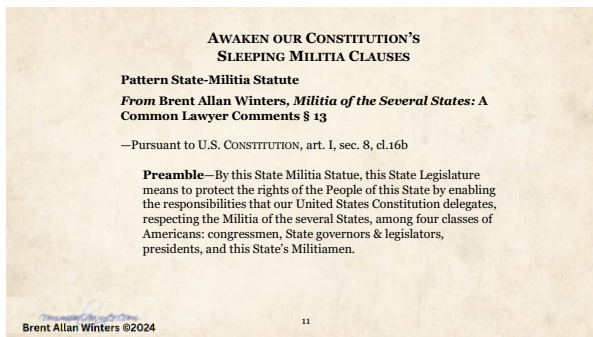 AWAKEN OUR CONSTITUTION'S
SLEEPING MILITIA CLAUSES
Pattern State-Militia Statute
From Brent Allan Winters, Militia of the Several States: A
Common Lawyer Comments § 13
—Pursuant to U.S. CONSTITUTION, art. I, sec. 8, cl.16b
Preamble—By this State Militia Statue, this State Legislature
means to protect the rights of the People of this State by enabling
the responsibilities that our United States Constitution delegates,
respecting the Militia of the several States, among four classes of
Americans: congressmen, State governors & legislators,
presidents, and this State's Militiamen.
Brent Allan Winters ©2024
11